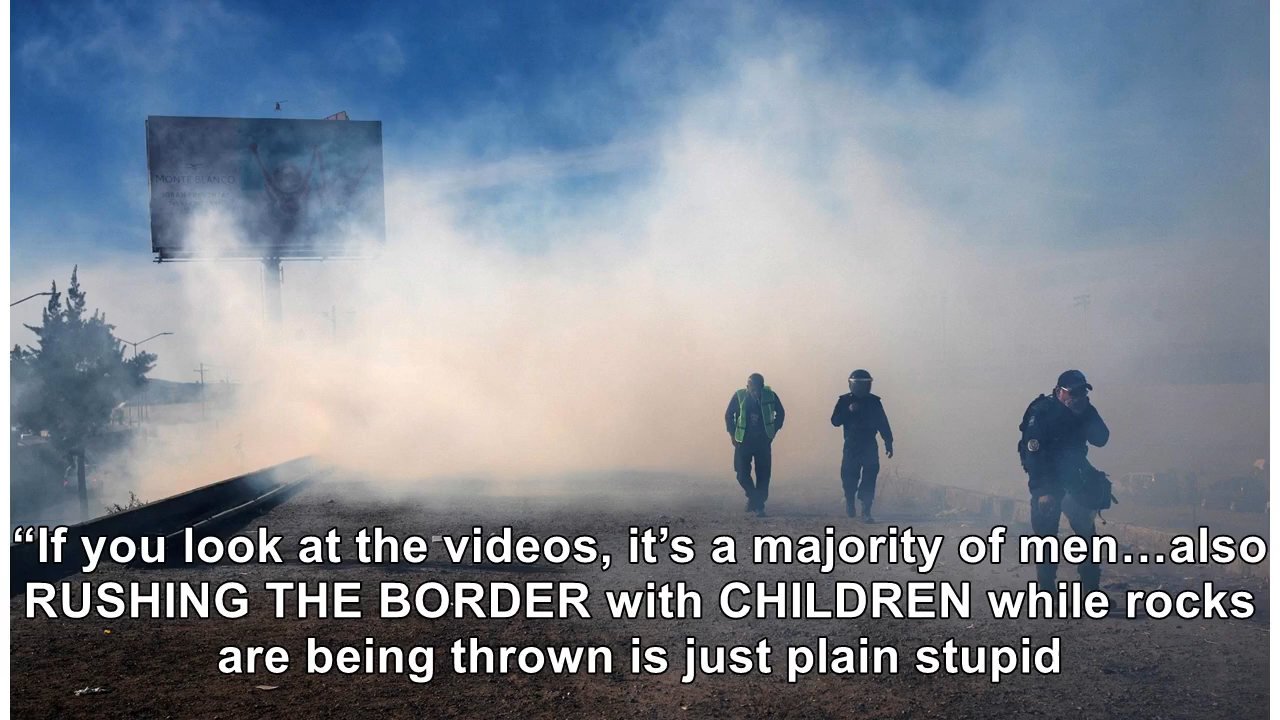 MONTE BLANCO
“If you look at the videos, it’s a majority of men…also
RUSHING THE BORDER with CHILDREN while rocks
are being thrown is just plain stupid